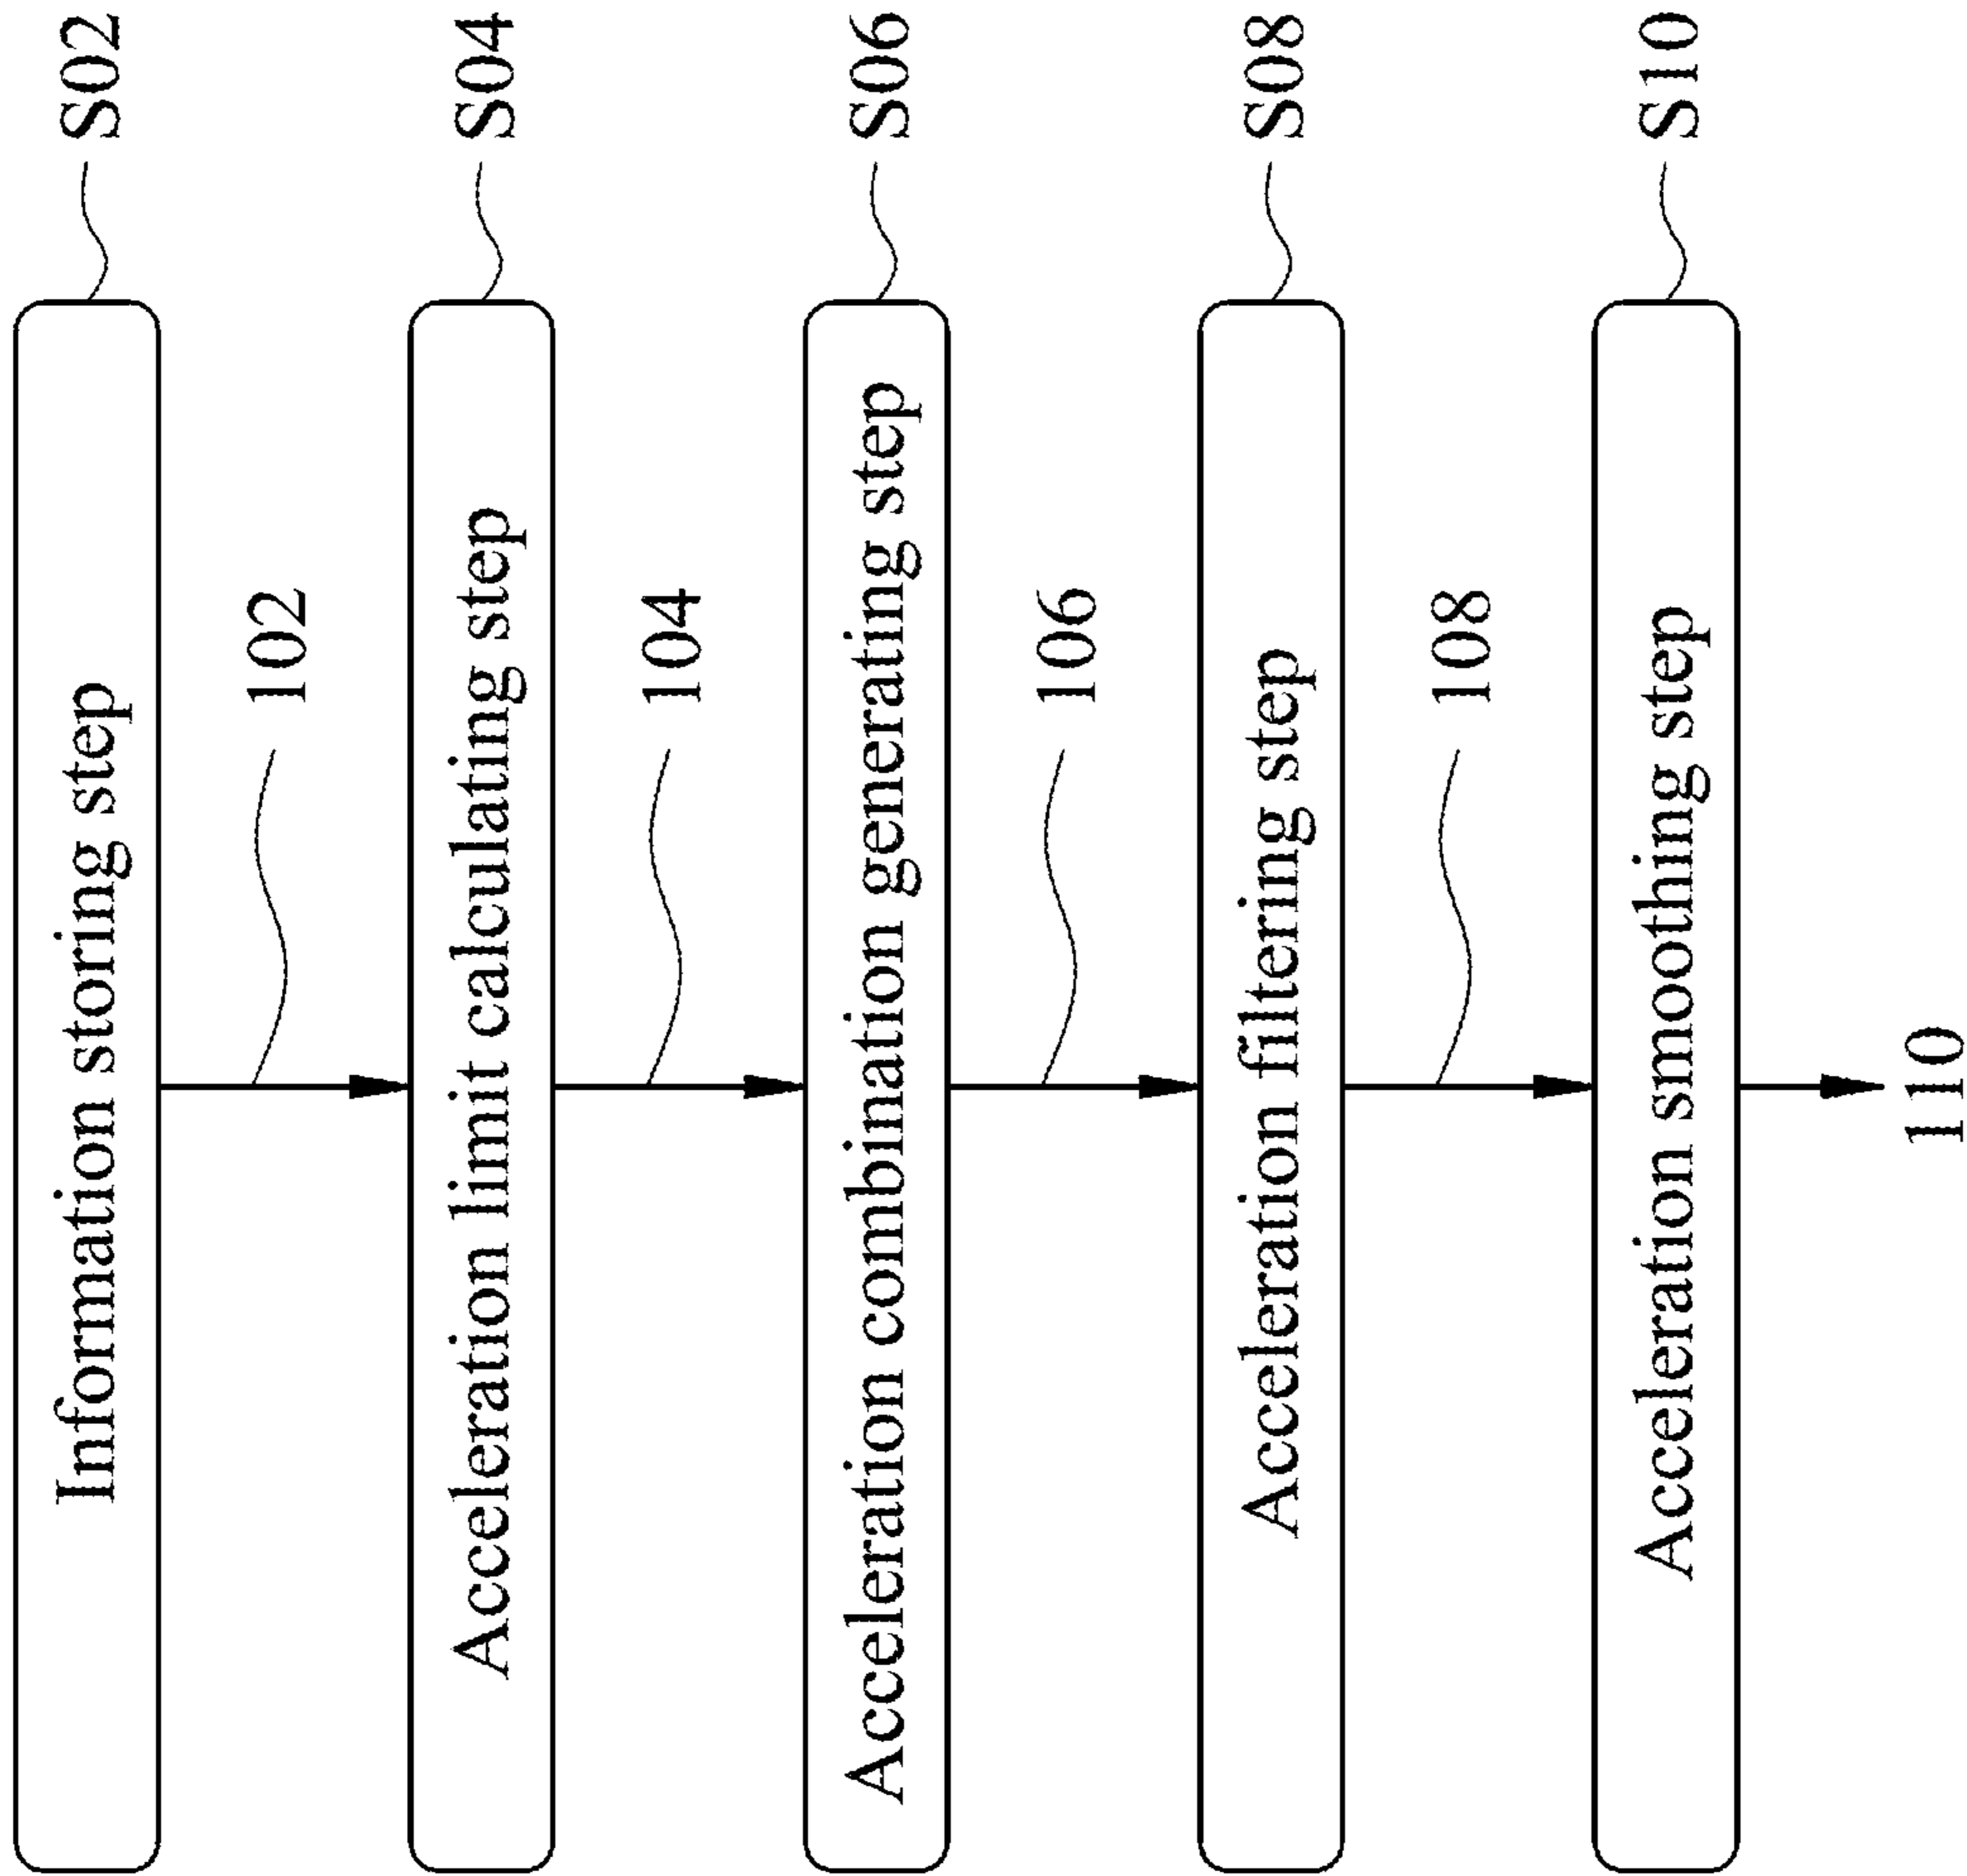 Information storing step
S02
102
Acceleration limit calculating step
S04
104
Acceleration combination generating step
S06
106
Acceleration filtering step
S08
108
Acceleration smoothing step
S10
110